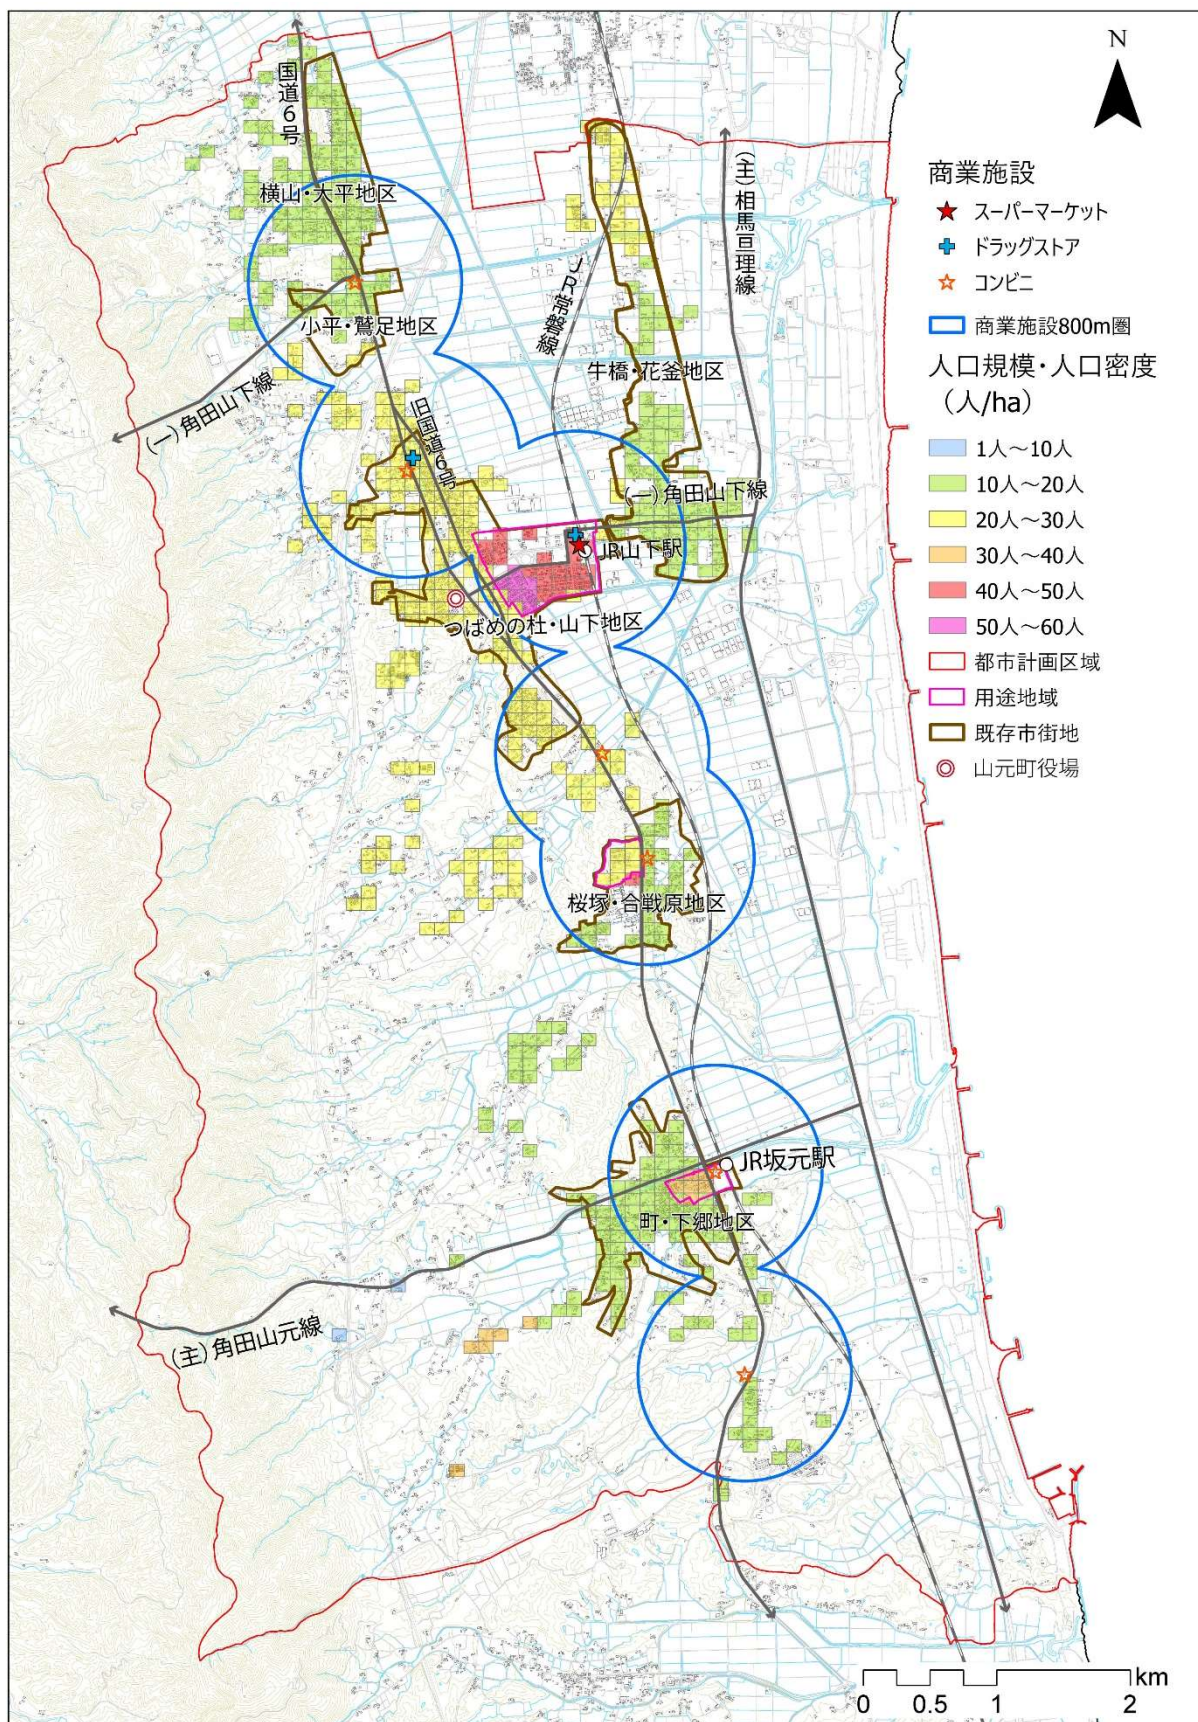 N
商業施設
スーパーマーケット
ドラッグストア
コンビニ
商業施設800m圏
人口規模・人口密度
（人/ha）
1人～10人
10人～20人
20人～30人
30人～40人
40人～50人
50人～60人
都市計画区域
用途地域
既存市街地
山元町役場
国道6号
横山・大平地区
(主)相馬亘理線
JR常磐線
小平・鷲足地区
牛橋・花釜地区
(一)角田山下線
旧国道6号
(一)角田山下線
JR山下駅
つばめの杜・山下地区
桜塚・合戦原地区
JR坂元駅
町・下郷地区
(主)角田山元線
km
0 0.5 1 2